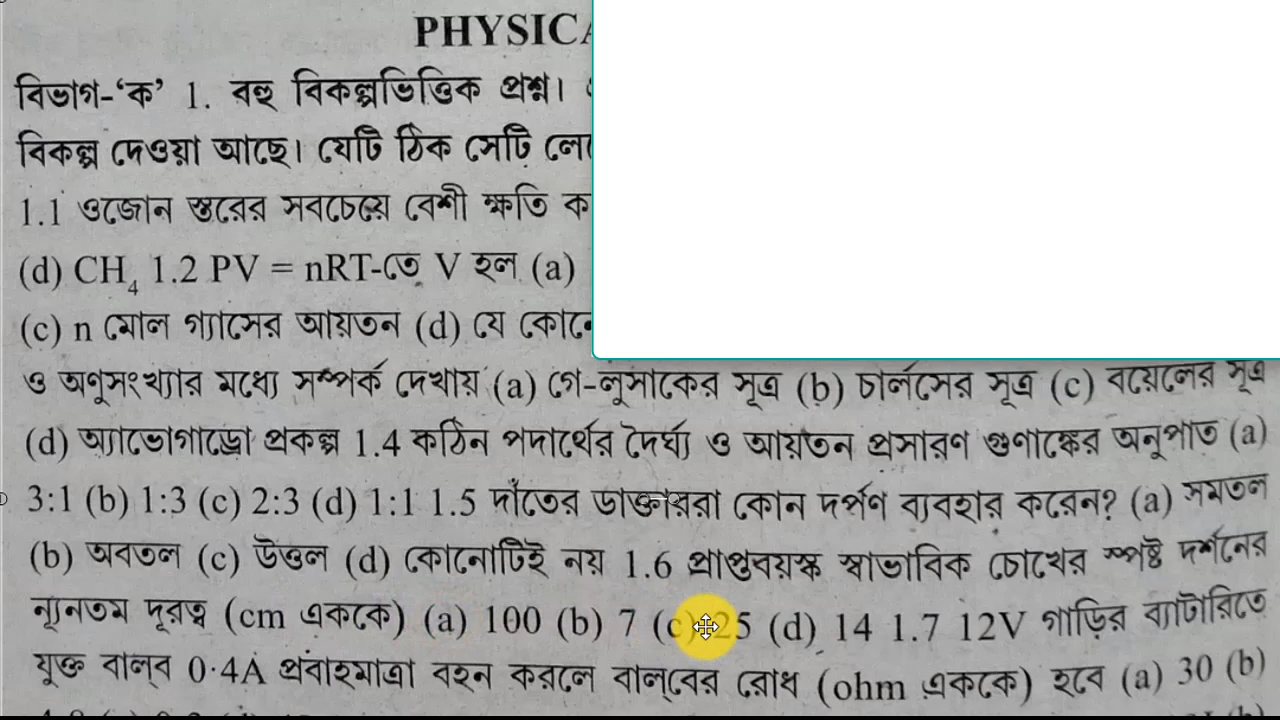 PHYSICA
বিভাগ-‘ক’ 1. বহু বিকল্পভিত্তিক প্রশ্ন।
বিকল্প দেওয়া আছে। যেটি ঠিক সেটি
1.1 ওজোন স্তরের সবচেয়ে বেশী ক্ষতি
(d) CH₄ 1.2 PV = nRT-তে V হল (a)
(c) n মোল গ্যাসের আয়তন (d) যে
ও অণুসংখ্যার মধ্যে সম্পর্ক দেখায় (a) গে-লুসাকের সূত্র (b) চার্লসের সূত্র (c) বয়েলের সূত্র
(d) অ্যাভোগাড্রো প্রকল্প 1.4 কঠিন পদার্থের দৈর্ঘ্য ও আয়তন প্রসারণ গুণাঙ্কের অনুপাত (a)
3:1 (b) 1:3 (c) 2:3 (d) 1:1 1.5 দাঁতের ডাক্তাররা কোন দর্পণ ব্যবহার করেন? (a) সমতল
(b) অবতল (c) উত্তল (d) কোনোটিই নয় 1.6 প্রাপ্তবয়স্ক স্বাভাবিক চোখের স্পষ্ট দর্শনের
ন্যূনতম দূরত্ব (cm এককে) (a) 100 (b) 7 (c) 25 (d) 14 1.7 12V গাড়ির ব্যাটারিতে
যুক্ত বাল্‌ব 0·4A প্রবাহমাত্রা বহন করলে বাল্‌বের রোধ (ohm এককে) হবে (a) 30 (b)